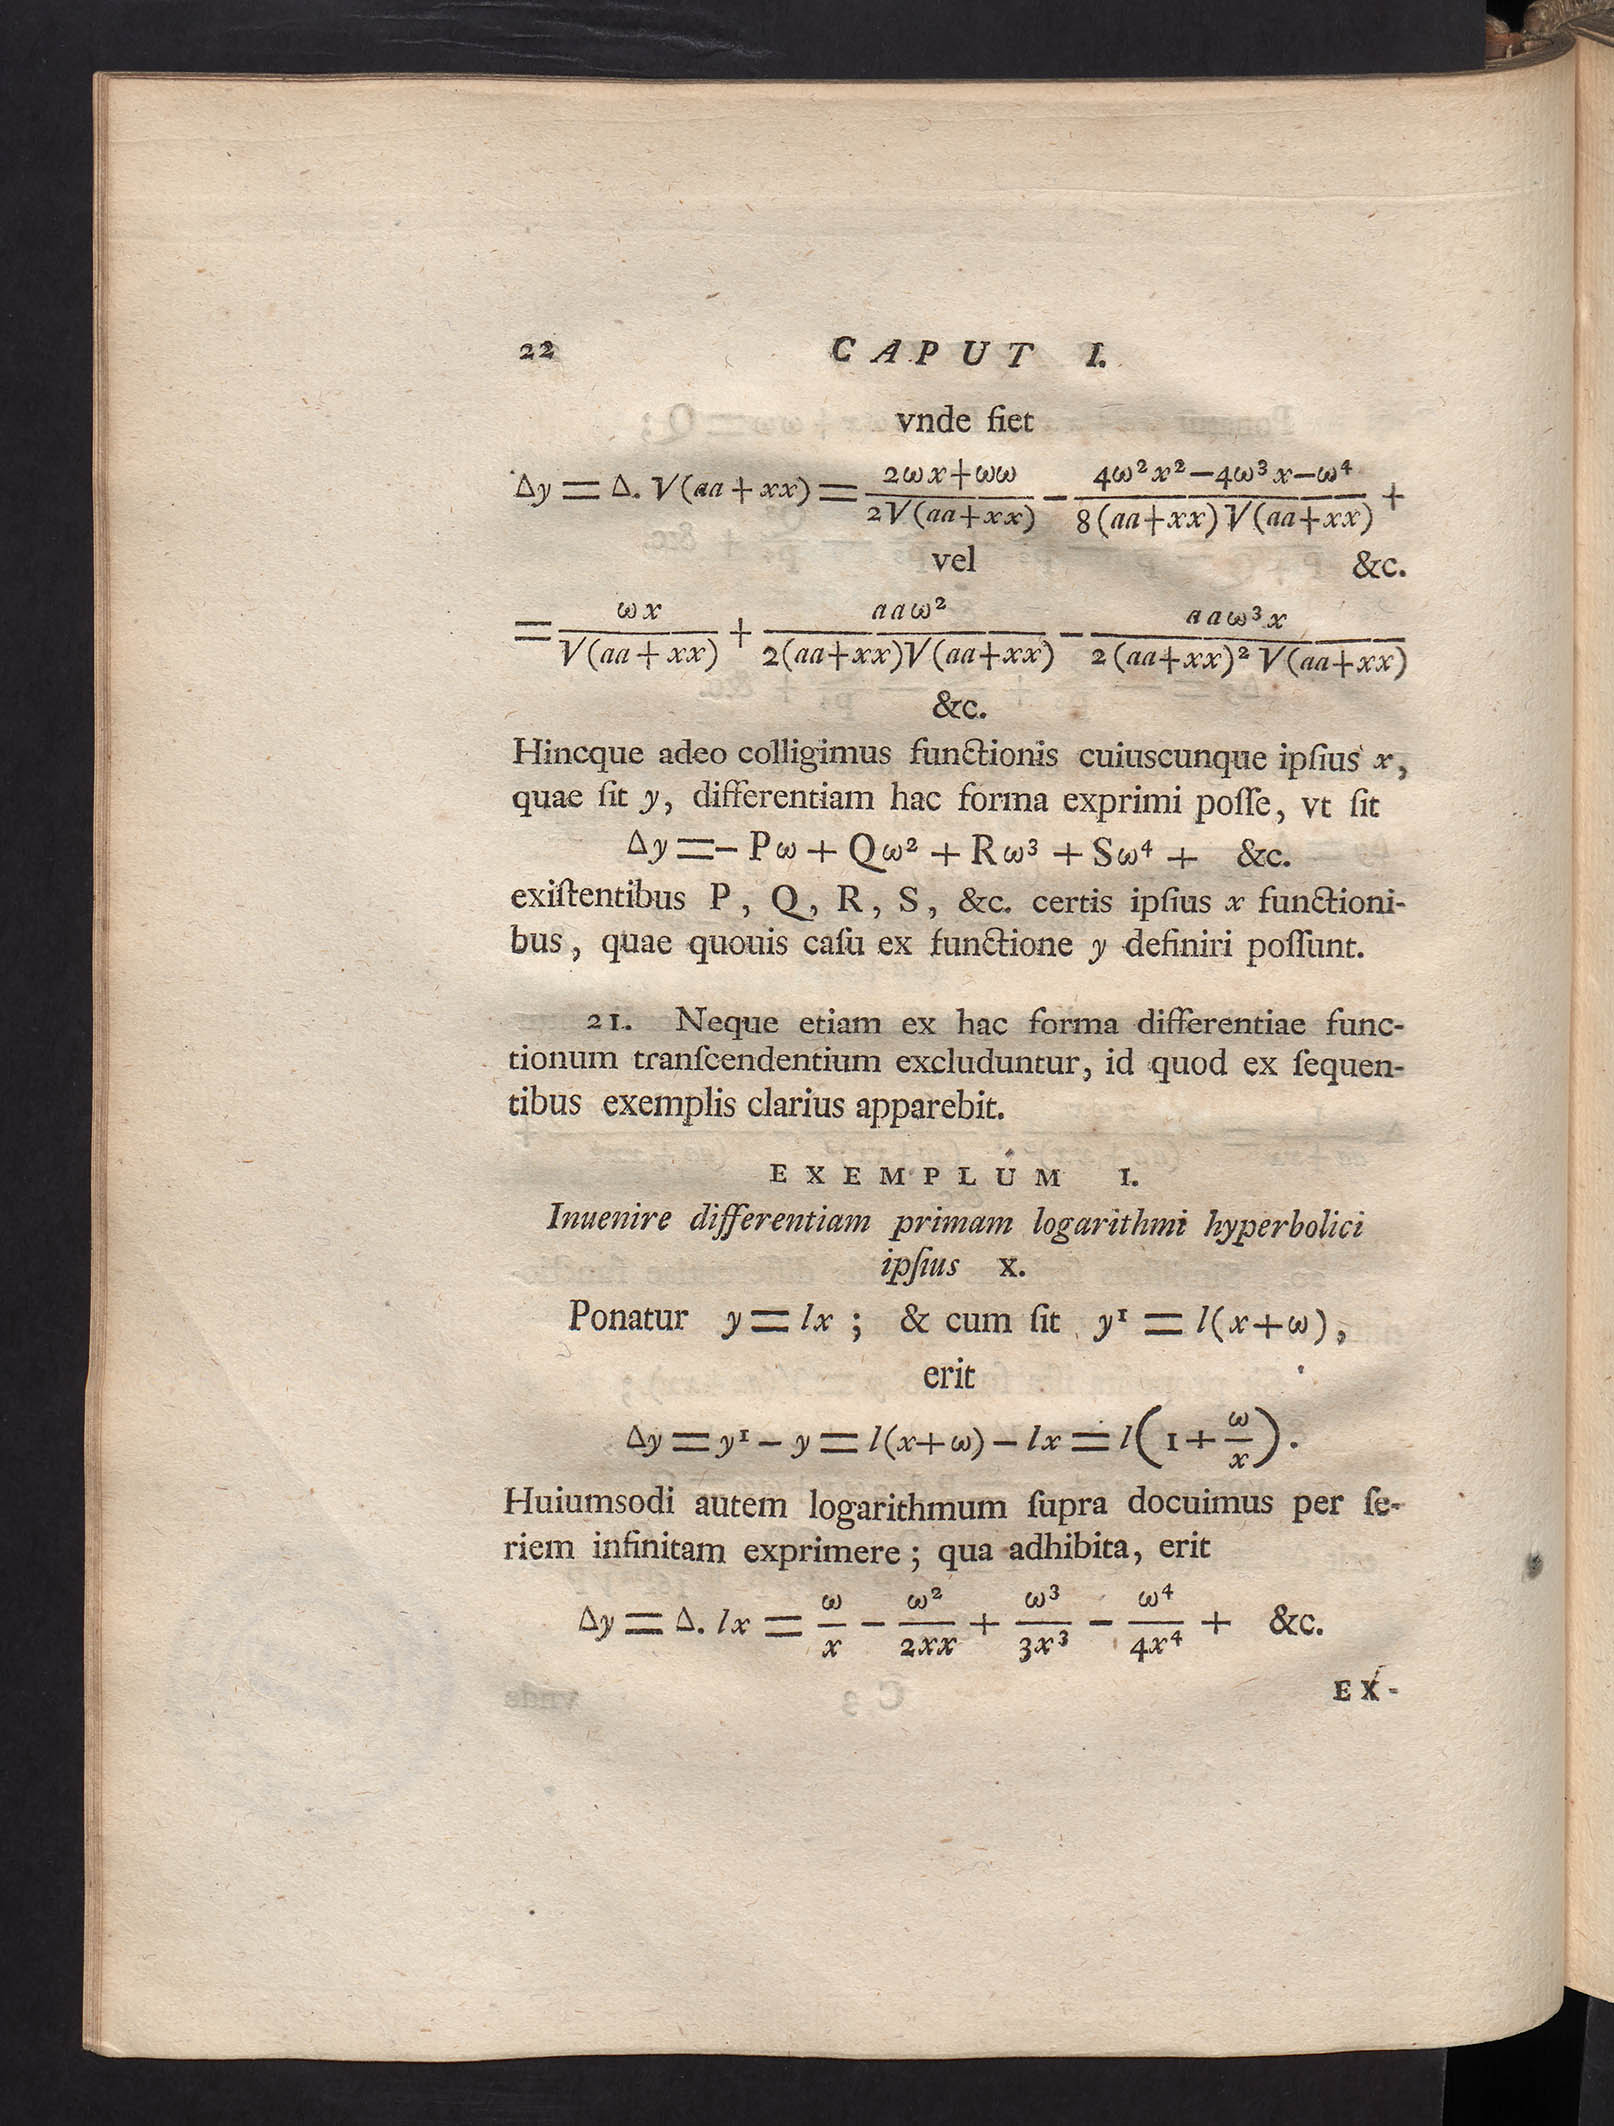 22 CAPUT I.
vnde fiet
Δy = Δ. √(aa + xx) = (2ωx + ωω)/(2√(aa+xx)) − (4ω²x² − 4ω³x − ω⁴)/(8(aa+xx)√(aa+xx)) +
vel &c.
= ωx/√(aa + xx) + aaω²/(2(aa+xx)√(aa+xx)) − aaω³x/(2(aa+xx)²√(aa+xx))
&c.
Hincque adeo colligimus functionis cuiuscunque ipſius x,
quae ſit y, differentiam hac forma exprimi poſſe, vt ſit
Δy =− Pω + Qω² + Rω³ + Sω⁴ + &c.
exiſtentibus P, Q, R, S, &c. certis ipſius x functioni-
bus, quae quouis caſu ex functione y definiri poſſunt.
21. Neque etiam ex hac forma differentiae func-
tionum tranſcendentium excluduntur, id quod ex ſequen-
tibus exemplis clarius apparebit.
EXEMPLUM I.
Inuenire differentiam primam logarithmi hyperbolici
ipſius x.
Ponatur y = lx ; & cum ſit y¹ = l(x+ω),
erit
Δy = y¹ − y = l(x+ω) − lx = l(1 + ω/x).
Huiumsodi autem logarithmum ſupra docuimus per ſe-
riem infinitam exprimere ; qua adhibita, erit
Δy = Δ. lx = ω/x − ω²/2xx + ω³/3x³ − ω⁴/4x⁴ + &c.
EX-